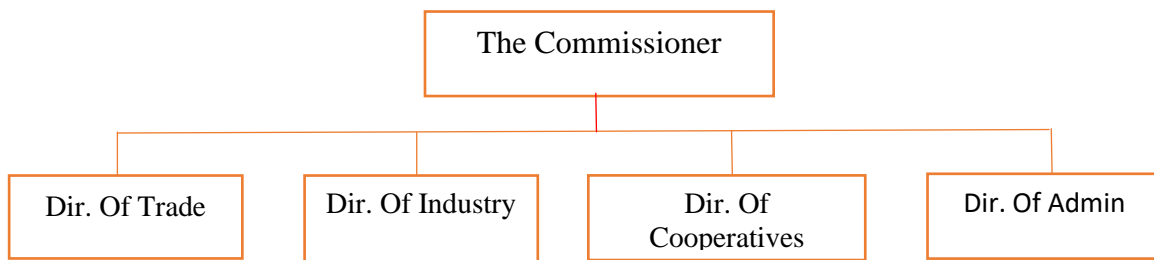 The Commissioner
Dir. Of Trade
Dir. Of Industry
Dir. Of
Cooperatives
Dir. Of Admin